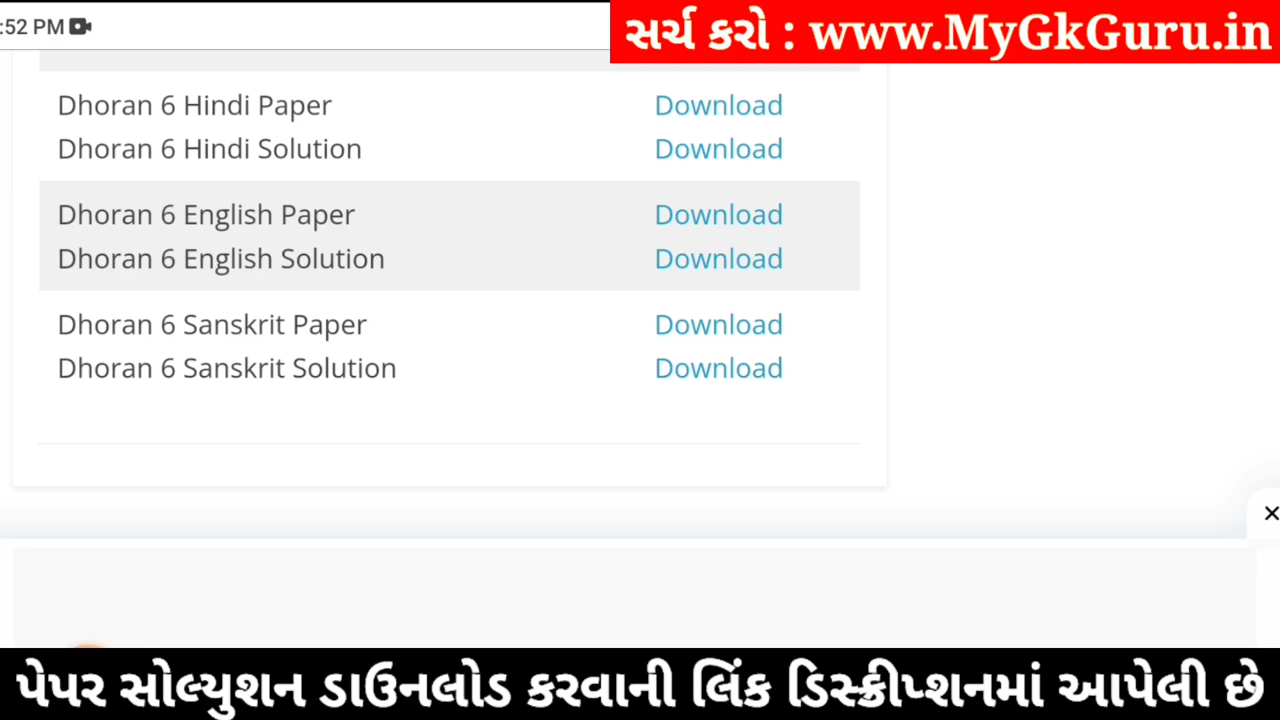 :52 PM
સર્ચ કરો : www.MyGkGuru.in
Dhoran 6 Hindi Paper Download
Dhoran 6 Hindi Solution Download
Dhoran 6 English Paper Download
Dhoran 6 English Solution Download
Dhoran 6 Sanskrit Paper Download
Dhoran 6 Sanskrit Solution Download
પેપર સોલ્યુશન ડાઉનલોડ કરવાની લિંક ડિસ્ક્રીપ્શનમાં આપેલી છે